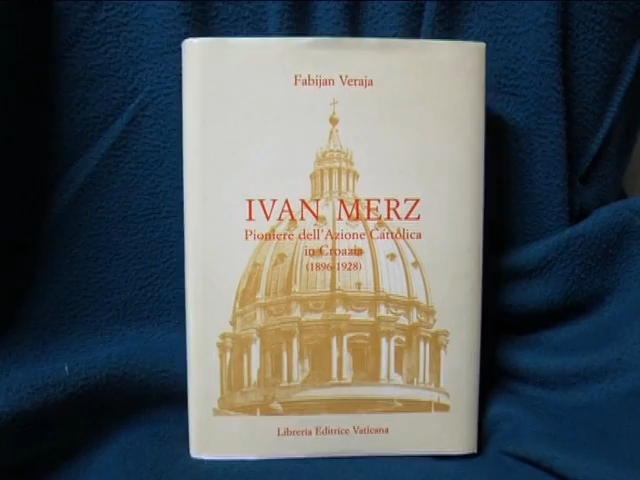 Fabijan Veraja
IVAN MERZ
Pioniere dell'Azione Cattolica
in Croazia
(1896-1928)
Libreria Editrice Vaticana